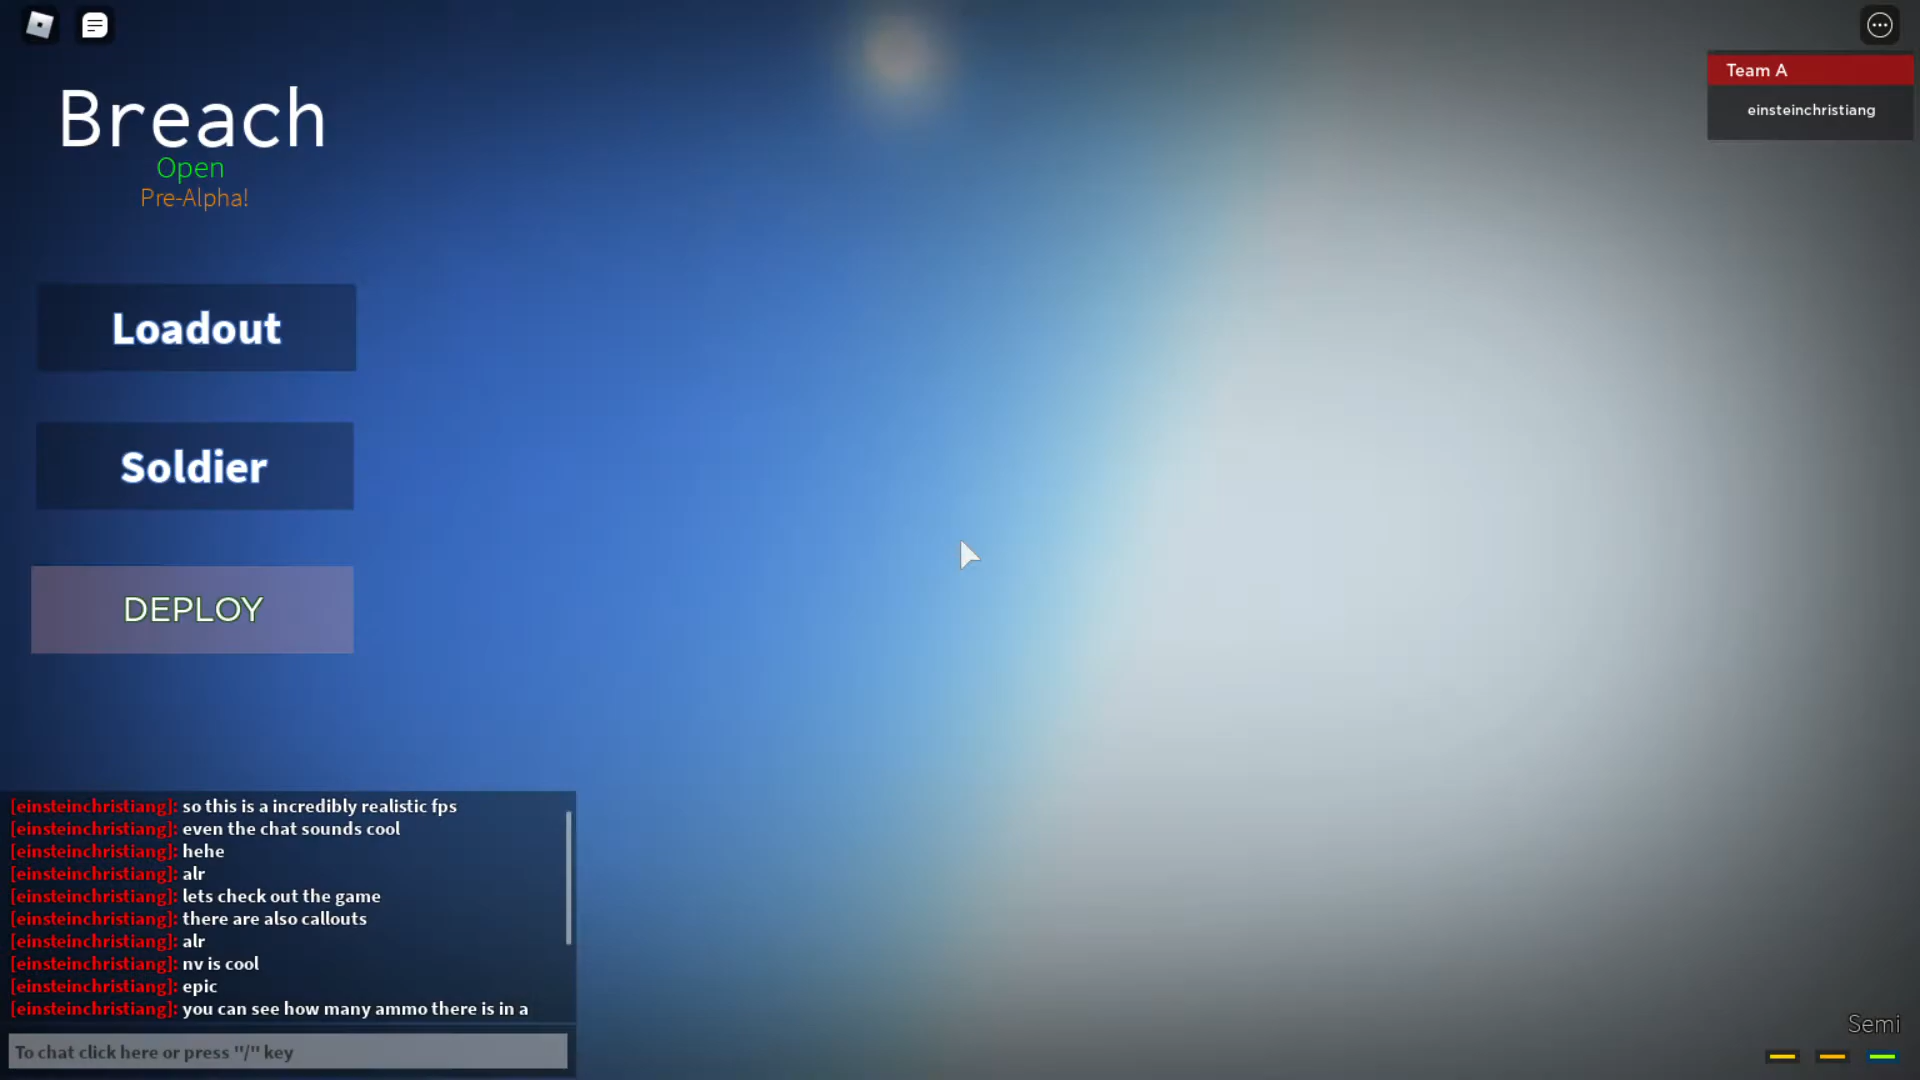 Breach
Open
Pre-Alpha!
Loadout
Soldier
DEPLOY
Team A
einsteinchristiang
[einsteinchristiang]: so this is a incredibly realistic fps
[einsteinchristiang]: even the chat sounds cool
[einsteinchristiang]: hehe
[einsteinchristiang]: alr
[einsteinchristiang]: lets check out the game
[einsteinchristiang]: there are also callouts
[einsteinchristiang]: alr
[einsteinchristiang]: nv is cool
[einsteinchristiang]: epic
[einsteinchristiang]: you can see how many ammo there is in a
To chat click here or press "/" key
Semi